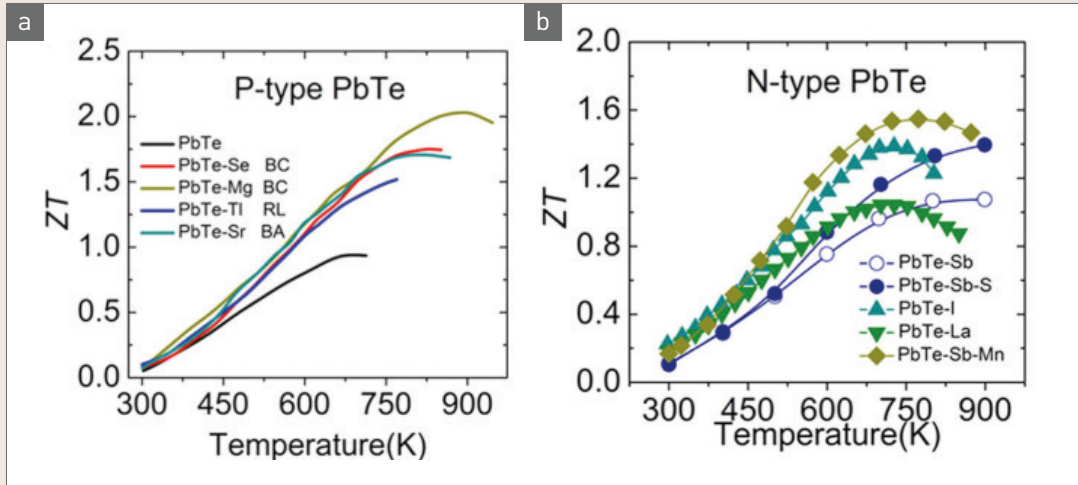 a
2.5
2.0
1.5
1.0
0.5
0.0
ZT
P-type PbTe
PbTe
PbTe-Se BC
PbTe-Mg BC
PbTe-Tl RL
PbTe-Sr BA
300 450 600 750 900
Temperature(K)
b
2.0
1.6
1.2
0.8
0.4
0.0
ZT
N-type PbTe
PbTe-Sb
PbTe-Sb-S
PbTe-I
PbTe-La
PbTe-Sb-Mn
300 450 600 750 900
Temperature(K)